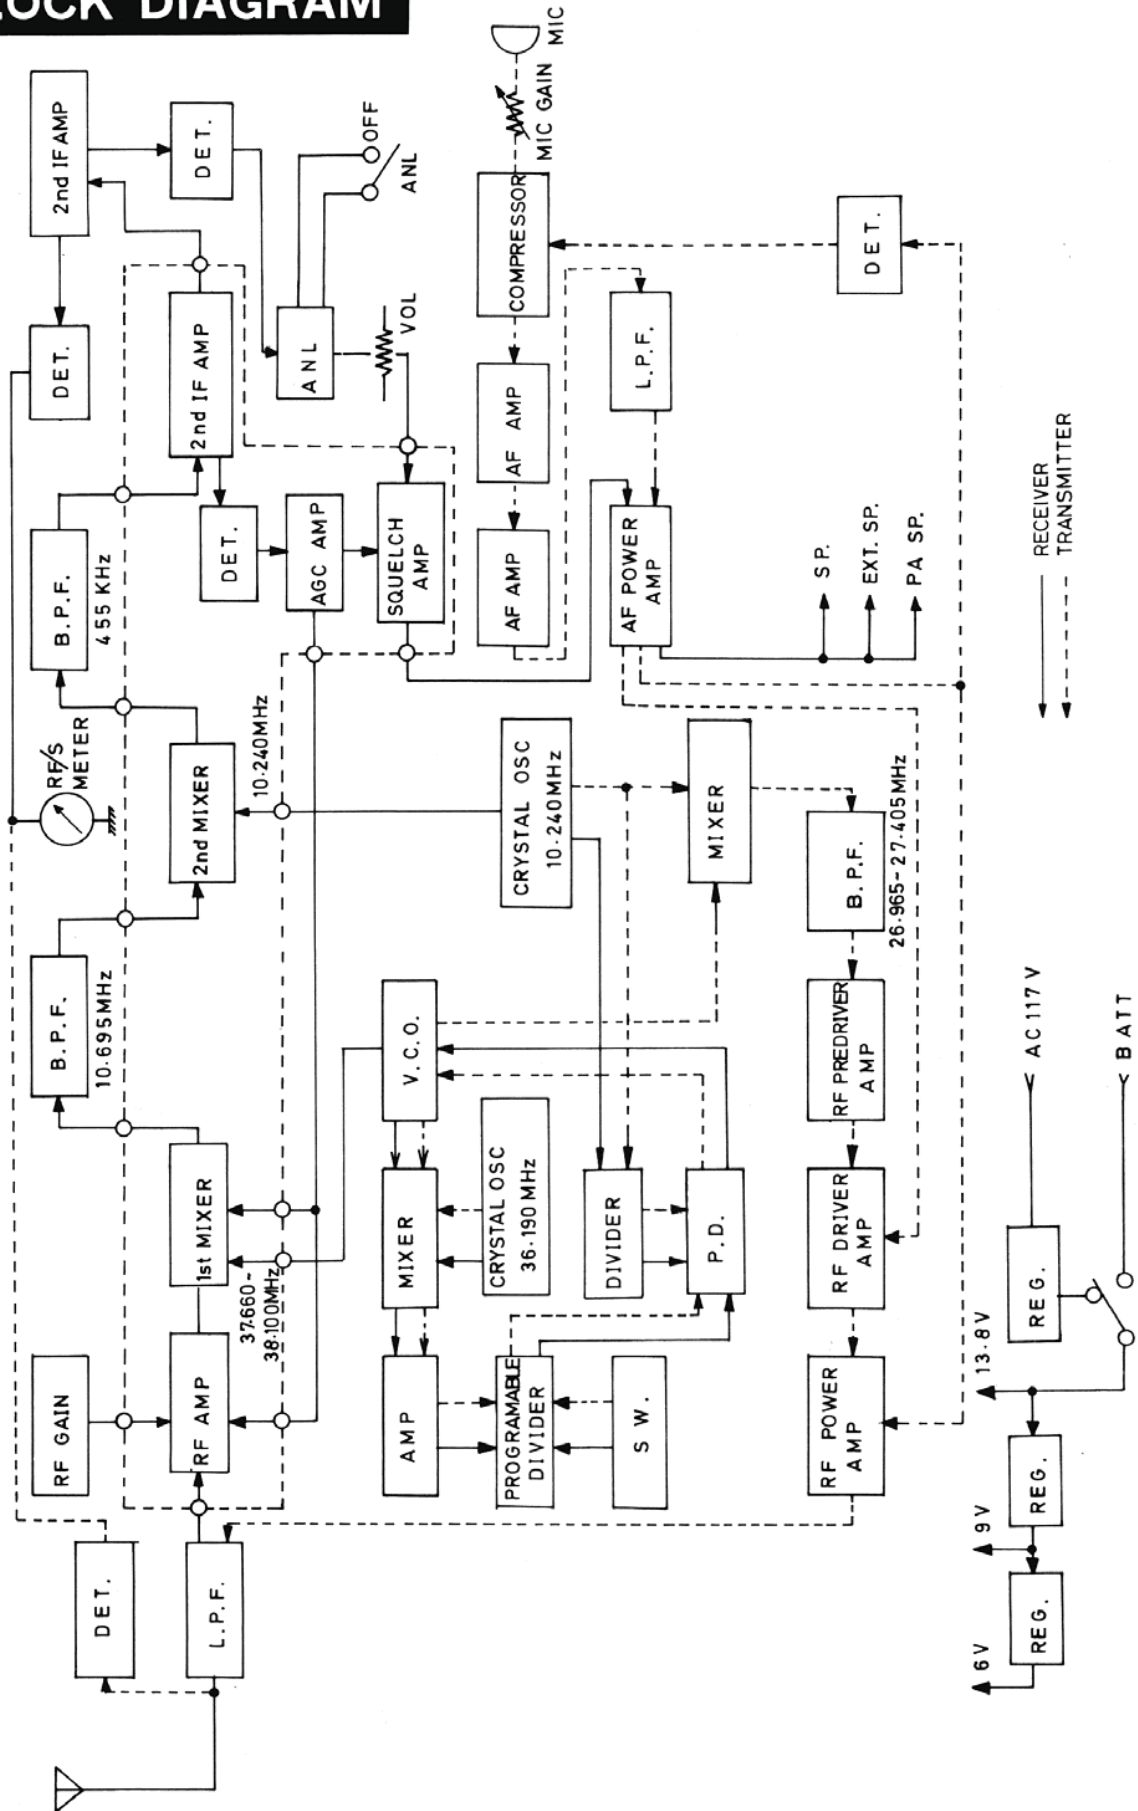 LOCK DIAGRAM
MIC
MIC GAIN
2nd IF AMP
DET.
OFF
ANL
DET.
2nd IF AMP
ANL
VOL
COMPRESSOR
DET.
L.P.F.
AF AMP
B.P.F.
455 KHz
DET.
AGC AMP
SQUELCH
AMP
AF AMP
AF POWER
AMP
SP.
EXT. SP.
PA SP.
RECEIVER
TRANSMITTER
RF/S
METER
2nd MIXER
10.240MHz
CRYSTAL OSC
10.240MHz
MIXER
B.P.F.
26.965-27.405MHz
B.P.F.
10.695MHz
V.C.O.
RF PREDRIVER
AMP
1st MIXER
37.660-
38.100MHz
MIXER
CRYSTAL OSC
36.190 MHz
DIVIDER
P.D.
RF DRIVER
AMP
RF GAIN
RF AMP
AMP
PROGRAMABLE
DIVIDER
S W.
RF POWER
AMP
DET.
L.P.F.
AC 117 V
BATT
REG.
13.8V
REG.
9V
REG.
6V